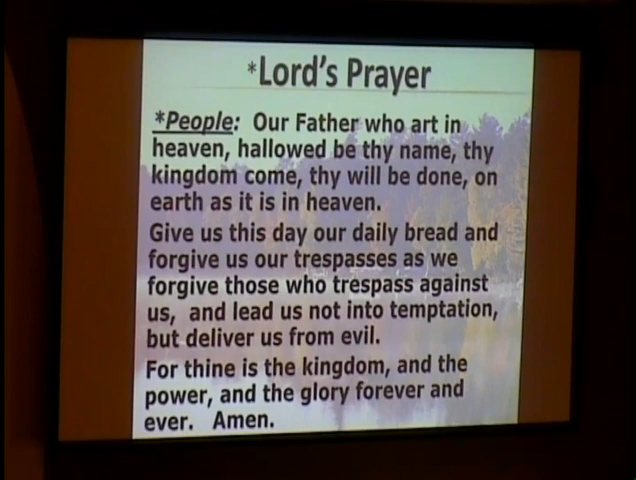 *Lord's Prayer
*People: Our Father who art in
heaven, hallowed be thy name, thy
kingdom come, thy will be done, on
earth as it is in heaven.
Give us this day our daily bread and
forgive us our trespasses as we
forgive those who trespass against
us, and lead us not into temptation,
but deliver us from evil.
For thine is the kingdom, and the
power, and the glory forever and
ever. Amen.